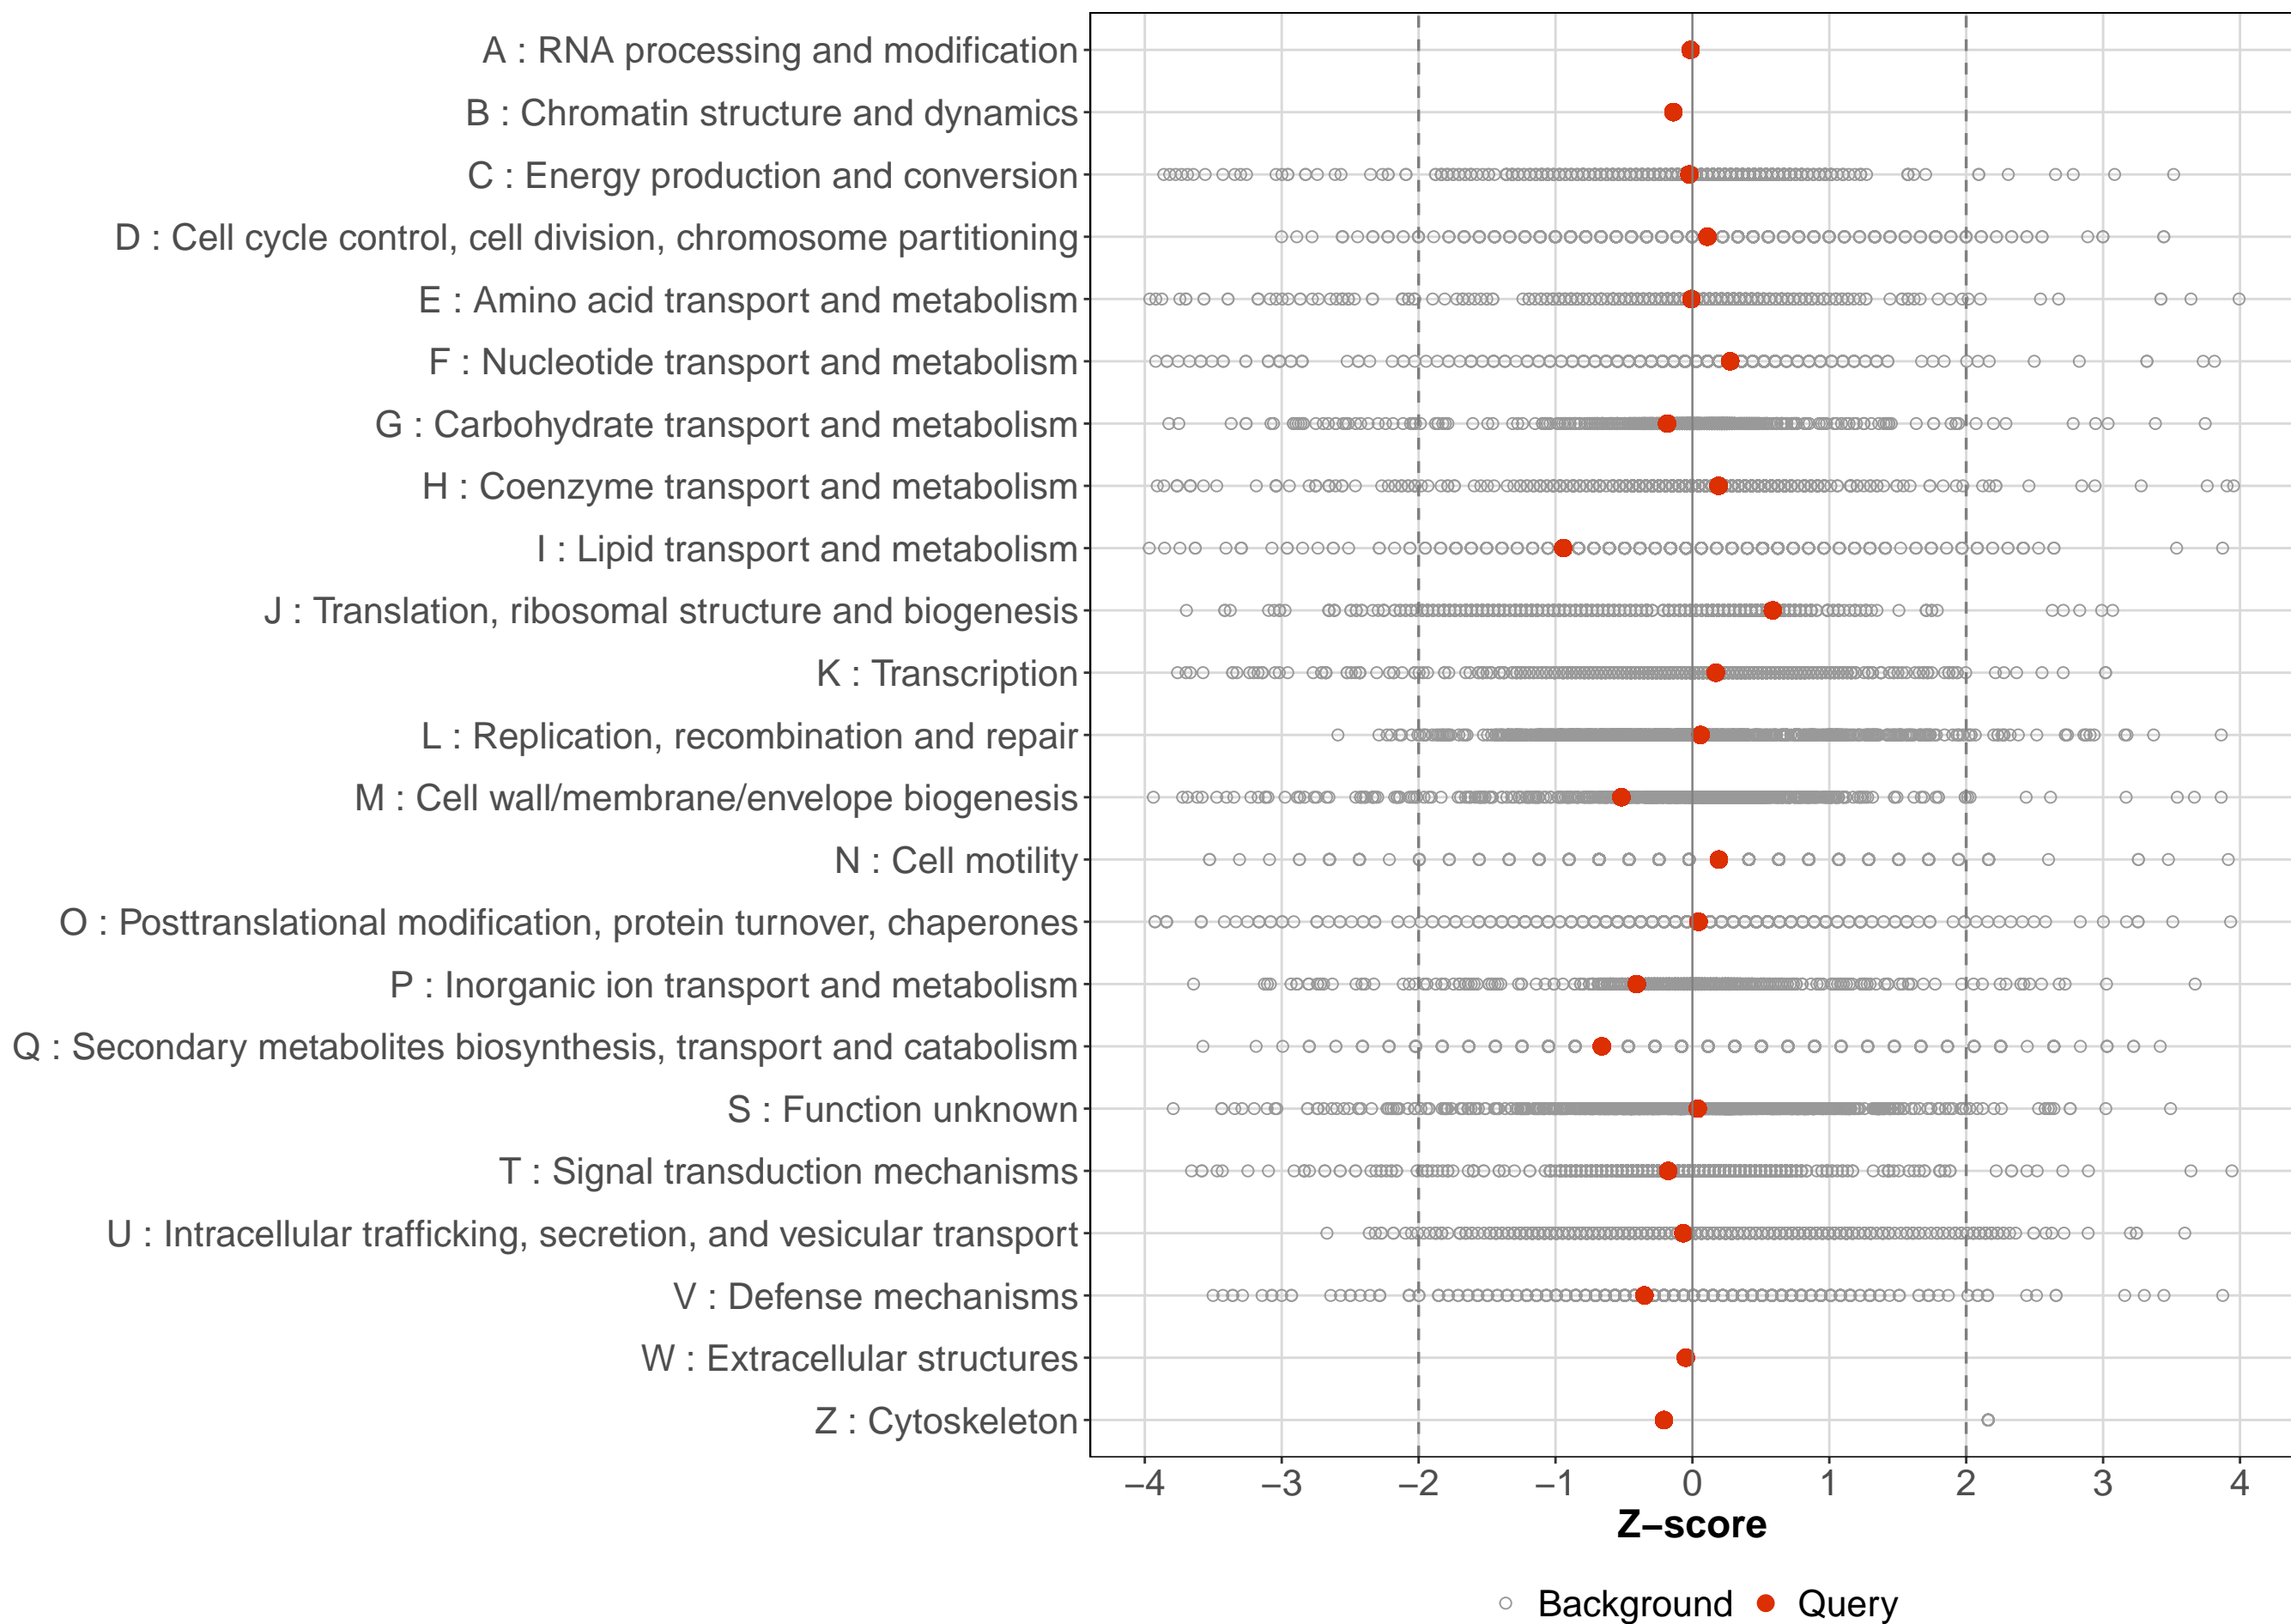 A : RNA processing and modification
B : Chromatin structure and dynamics
C : Energy production and conversion
D : Cell cycle control, cell division, chromosome partitioning
E : Amino acid transport and metabolism
F : Nucleotide transport and metabolism
G : Carbohydrate transport and metabolism
H : Coenzyme transport and metabolism
I : Lipid transport and metabolism
J : Translation, ribosomal structure and biogenesis
K : Transcription
L : Replication, recombination and repair
M : Cell wall/membrane/envelope biogenesis
N : Cell motility
O : Posttranslational modification, protein turnover, chaperones
P : Inorganic ion transport and metabolism
Q : Secondary metabolites biosynthesis, transport and catabolism
S : Function unknown
T : Signal transduction mechanisms
U : Intracellular trafficking, secretion, and vesicular transport
V : Defense mechanisms
W : Extracellular structures
Z : Cytoskeleton
−4 −3 −2 −1 0 1 2 3 4
Z−score
Background Query